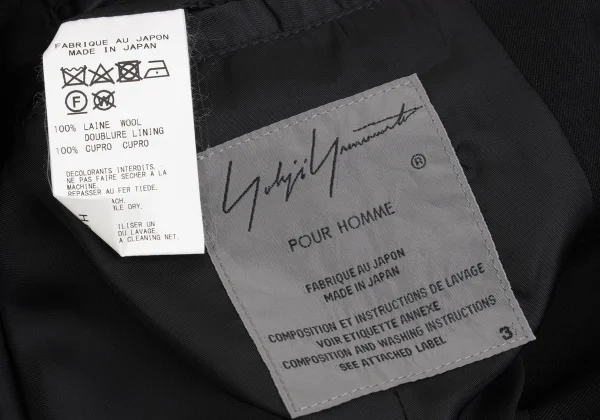 FABRIQUE AU JAPON
MADE IN JAPAN
F W
100% LAINE WOOL
DOUBLURE LINING
100% CUPRO CUPRO
DECOLORANTS INTERDITS.
NE PAS FAIRE SECHER A LA
MACHINE.
REPASSER AU FER TIEDE.
ACH.
BLE DRY.
ILISER UN
DU LAVAGE.
A CLEANING NET.
Yohji Yamamoto
®
POUR HOMME
FABRIQUE AU JAPON
MADE IN JAPAN
COMPOSITION ET INSTRUCTIONS DE LAVAGE
VOIR ETIQUETTE ANNEXE
COMPOSITION AND WASHING INSTRUCTIONS
SEE ATTACHED LABEL
3